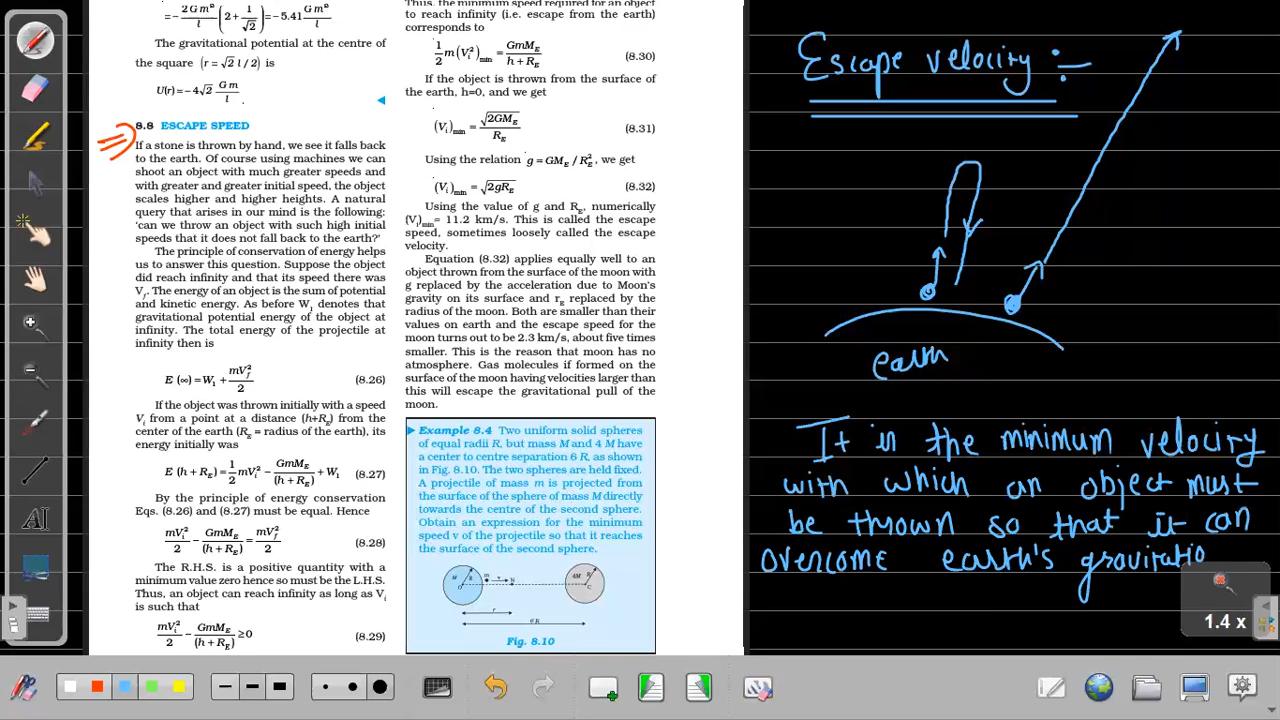 = - 2 G m² / l ( 2 + 1/√2 ) = -5.41 G m² / l
The gravitational potential at the centre of
the square (r = √2 l / 2) is
U(r) = -4√2 G m / l
8.8 ESCAPE SPEED
If a stone is thrown by hand, we see it falls back
to the earth. Of course using machines we can
shoot an object with much greater speeds and
with greater and greater initial speed, the object
scales higher and higher heights. A natural
query that arises in our mind is the following:
'can we throw an object with such high initial
speeds that it does not fall back to the earth?'
The principle of conservation of energy helps
us to answer this question. Suppose the object
did reach infinity and that its speed there was
Vf. The energy of an object is the sum of potential
and kinetic energy. As before W1 denotes that
gravitational potential energy of the object at
infinity. The total energy of the projectile at
infinity then is
E (∞) = W1 + mVf²/2 (8.26)
If the object was thrown initially with a speed
Vi from a point at a distance (h+RE) from the
center of the earth (RE = radius of the earth), its
energy initially was
E (h + RE) = 1/2 mVi² - GmME/(h + RE) + W1 (8.27)
By the principle of energy conservation
Eqs. (8.26) and (8.27) must be equal. Hence
mVi²/2 - GmME/(h + RE) = mVf²/2 (8.28)
The R.H.S. is a positive quantity with a
minimum value zero hence so must be the L.H.S.
Thus, an object can reach infinity as long as Vi
is such that
mVi²/2 - GmME/(h + RE) ≥ 0 (8.29)
Thus, the minimum speed required for an object
to reach infinity (i.e. escape from the earth)
corresponds to
1/2 m (Vi²)min = GmME/(h + RE) (8.30)
If the object is thrown from the surface of
the earth, h=0, and we get
(Vi)min = √2GME / RE (8.31)
Using the relation g = GME / RE², we get
(Vi)min = √2gRE (8.32)
Using the value of g and RE, numerically
(Vi)min = 11.2 km/s. This is called the escape
speed, sometimes loosely called the escape
velocity.
Equation (8.32) applies equally well to an
object thrown from the surface of the moon with
g replaced by the acceleration due to Moon's
gravity on its surface and rE replaced by the
radius of the moon. Both are smaller than their
values on earth and the escape speed for the
moon turns out to be 2.3 km/s, about five times
smaller. This is the reason that moon has no
atmosphere. Gas molecules if formed on the
surface of the moon having velocities larger than
this will escape the gravitational pull of the
moon.
Example 8.4 Two uniform solid spheres
of equal radii R, but mass M and 4 M have
a center to centre separation 6 R, as shown
in Fig. 8.10. The two spheres are held fixed.
A projectile of mass m is projected from
the surface of the sphere of mass M directly
towards the centre of the second sphere.
Obtain an expression for the minimum
speed v of the projectile so that it reaches
the surface of the second sphere.
M R m v N 4M R
O C
r
6 R
Fig. 8.10
Escape velocity :-
earth
It is the minimum velocity
with which an object must
be thrown so that it can
overcome earth's gravitatio
1.4 x